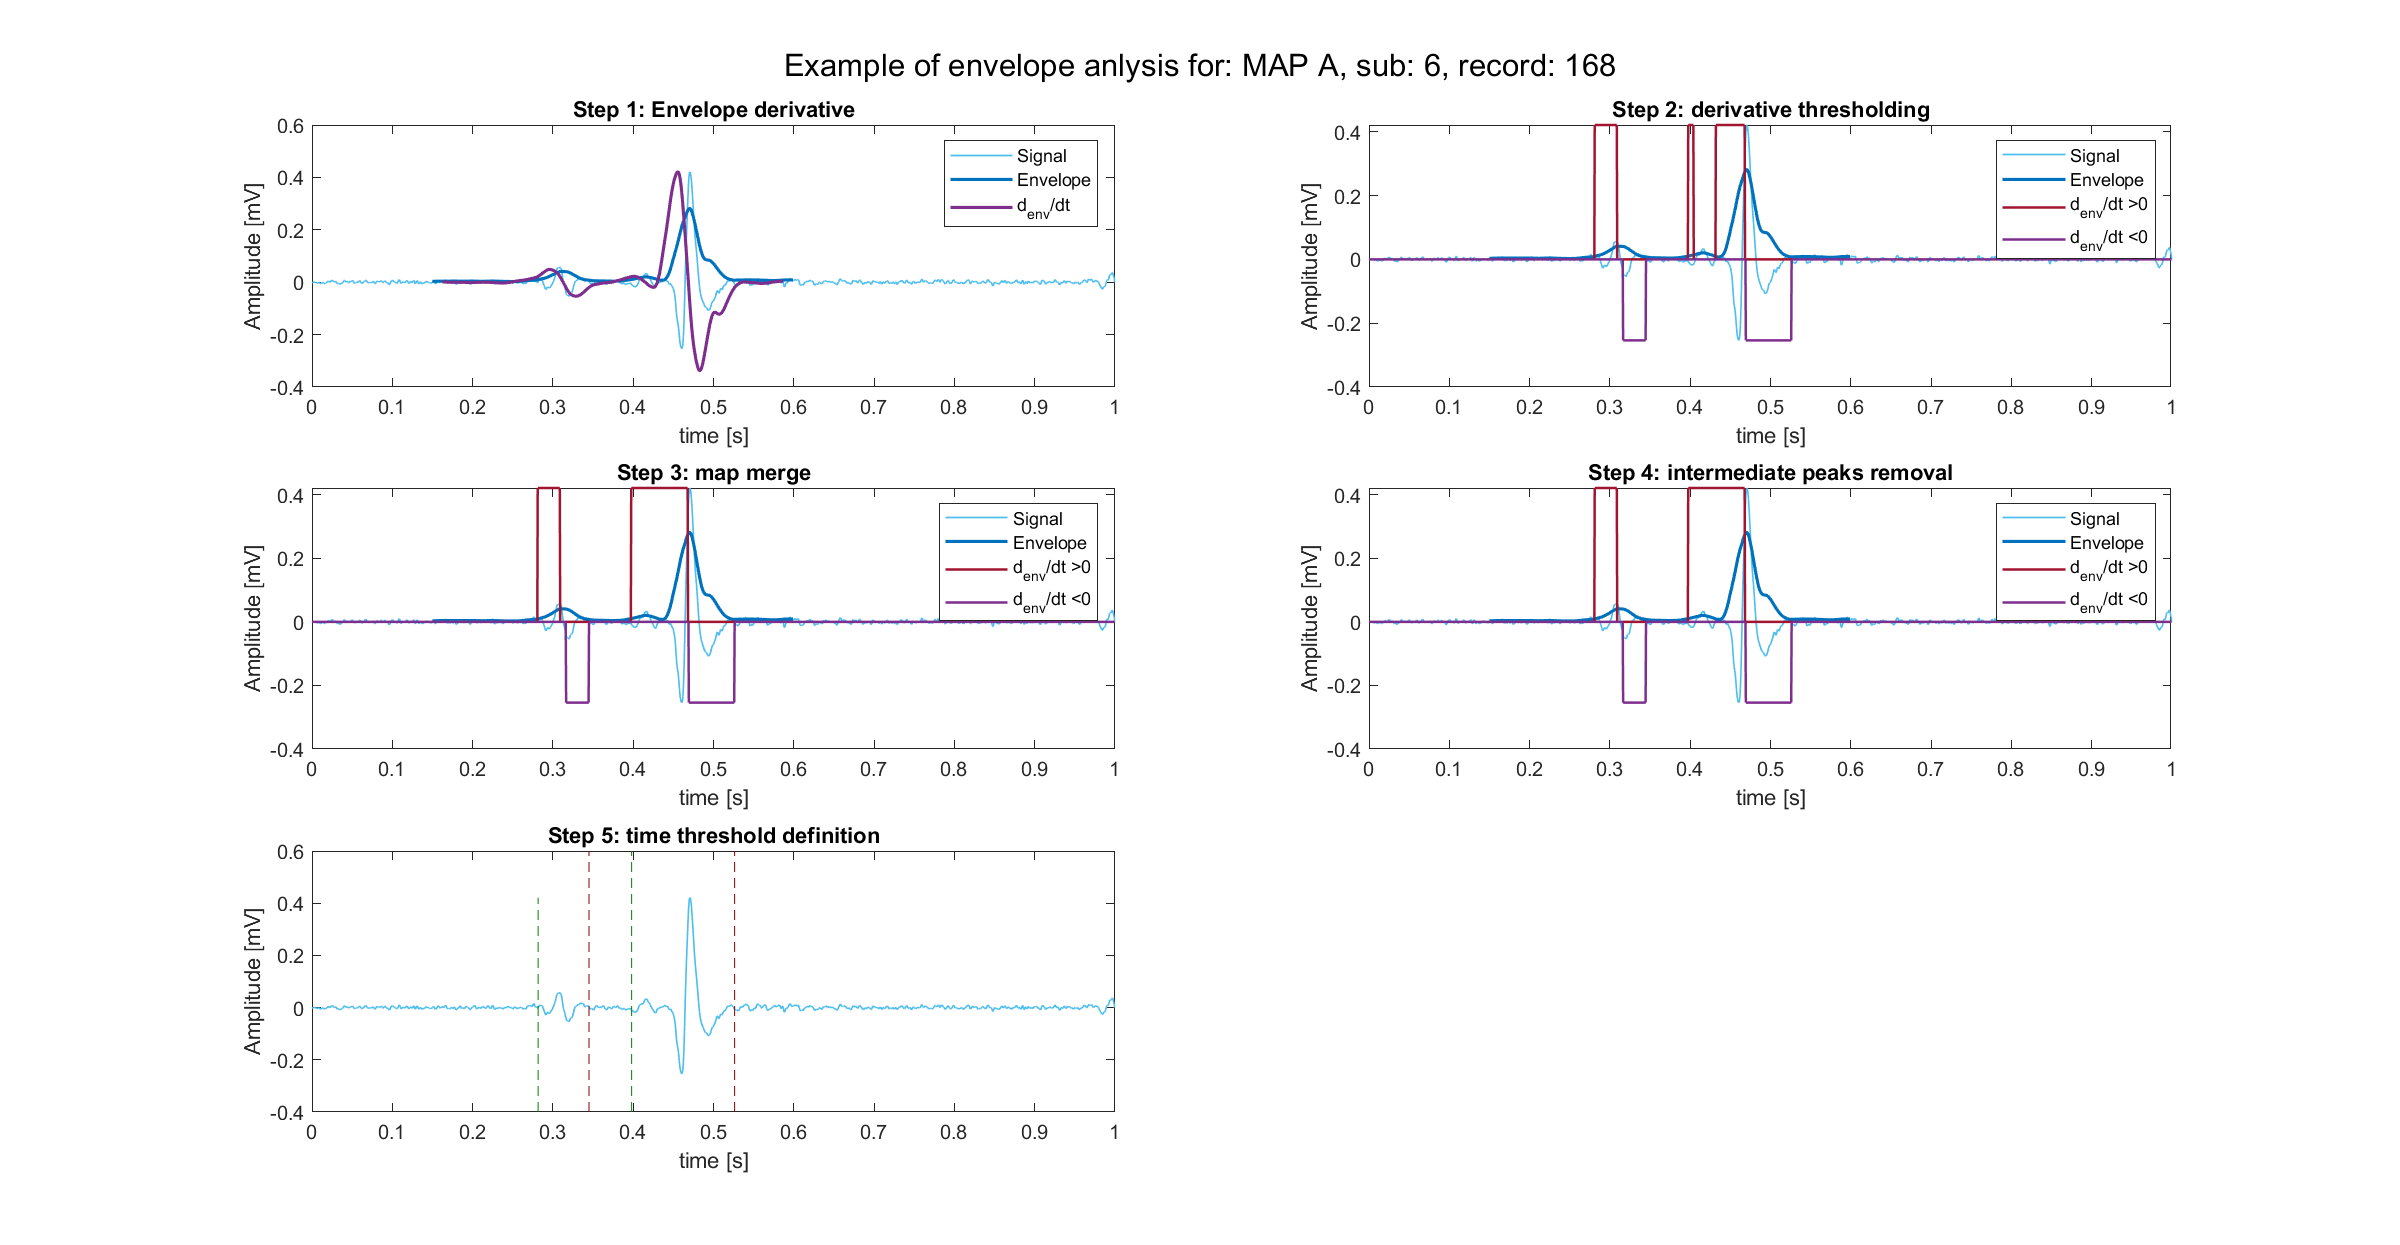 Example of envelope anlysis for: MAP A, sub: 6, record: 168
Step 1: Envelope derivative
0.6
0.4
0.2
0
-0.2
-0.4
Amplitude [mV]
Signal
Envelope
d_env/dt
0 0.1 0.2 0.3 0.4 0.5 0.6 0.7 0.8 0.9 1
time [s]
Step 2: derivative thresholding
0.4
0.2
0
-0.2
-0.4
Amplitude [mV]
Signal
Envelope
d_env/dt >0
d_env/dt <0
0 0.1 0.2 0.3 0.4 0.5 0.6 0.7 0.8 0.9 1
time [s]
Step 3: map merge
0.4
0.2
0
-0.2
-0.4
Amplitude [mV]
Signal
Envelope
d_env/dt >0
d_env/dt <0
0 0.1 0.2 0.3 0.4 0.5 0.6 0.7 0.8 0.9 1
time [s]
Step 4: intermediate peaks removal
0.4
0.2
0
-0.2
-0.4
Amplitude [mV]
Signal
Envelope
d_env/dt >0
d_env/dt <0
0 0.1 0.2 0.3 0.4 0.5 0.6 0.7 0.8 0.9 1
time [s]
Step 5: time threshold definition
0.6
0.4
0.2
0
-0.2
-0.4
Amplitude [mV]
0 0.1 0.2 0.3 0.4 0.5 0.6 0.7 0.8 0.9 1
time [s]